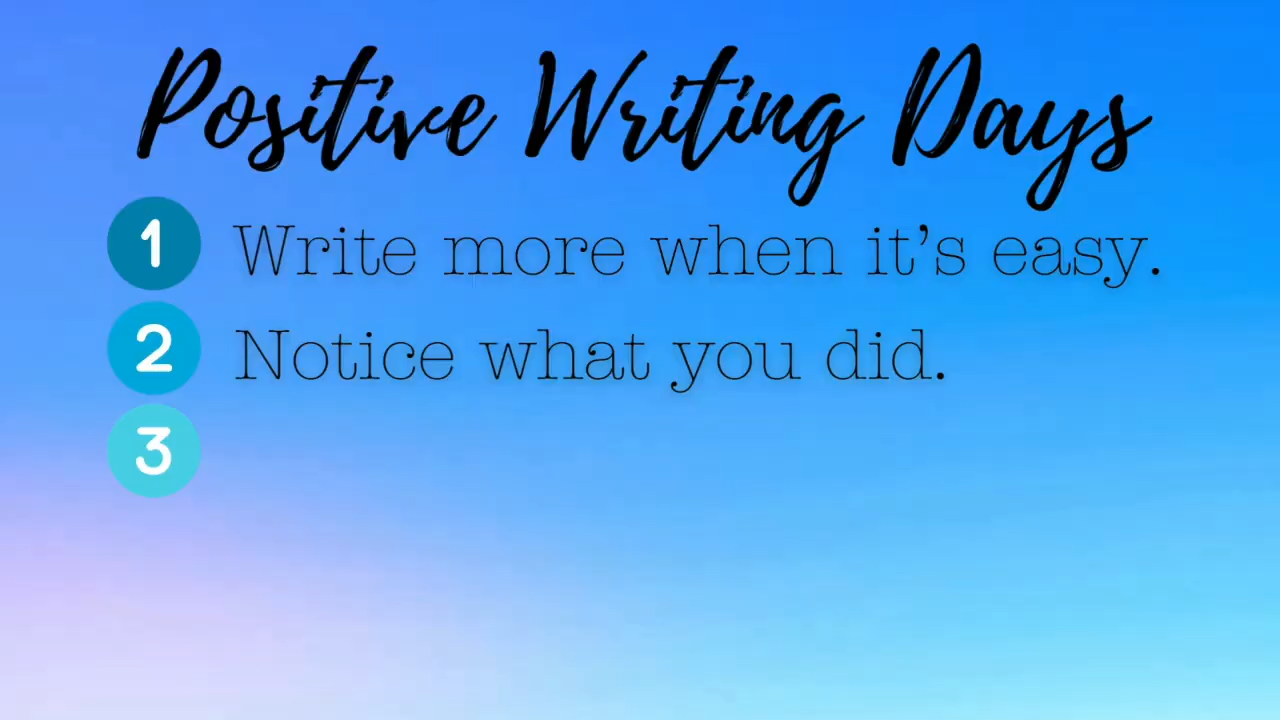 Positive Writing Days
1 Write more when it's easy.
2 Notice what you did.
3